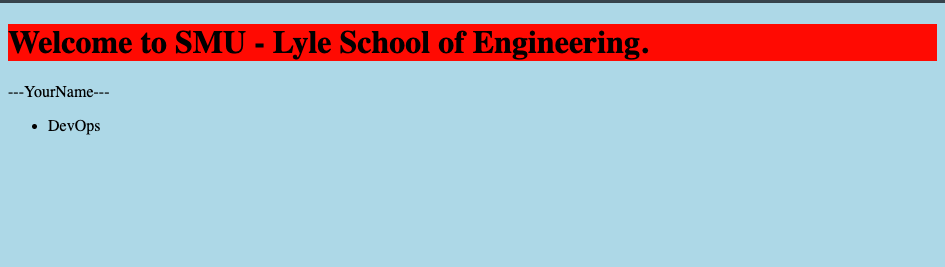 Welcome to SMU - Lyle School of Engineering.
---YourName---
• DevOps